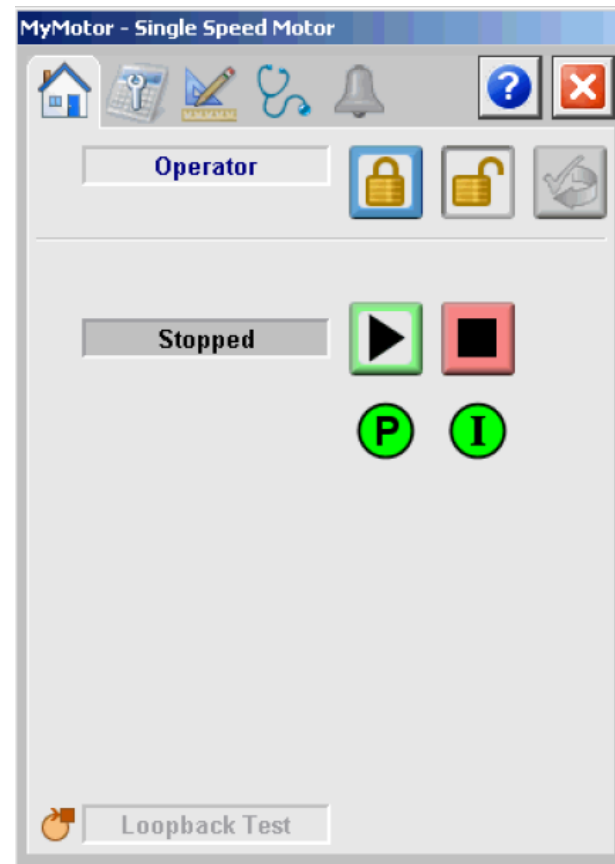 MyMotor - Single Speed Motor
?
Operator
Stopped
P I
Loopback Test